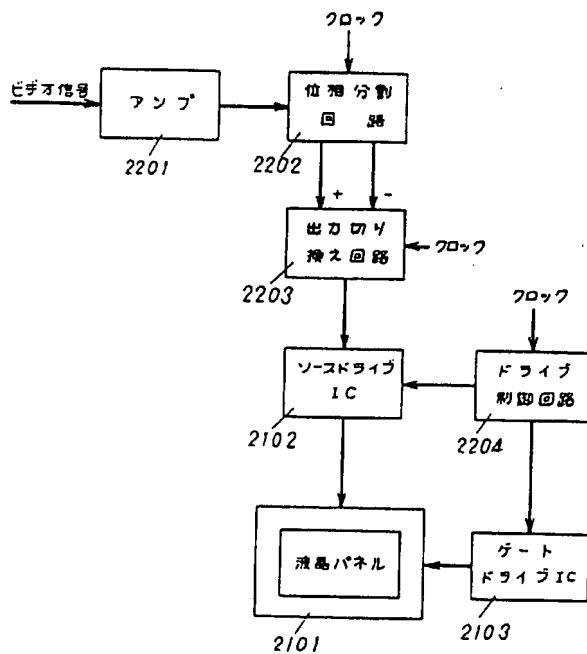 クロック
ビデオ信号
アンプ
2201
位相分割
回路
2202
+
-
出力切り
換え回路
クロック
2203
クロック
ソースドライブ
IC
2102
ドライブ
制御回路
2204
液晶パネル
2101
ゲート
ドライブIC
2103